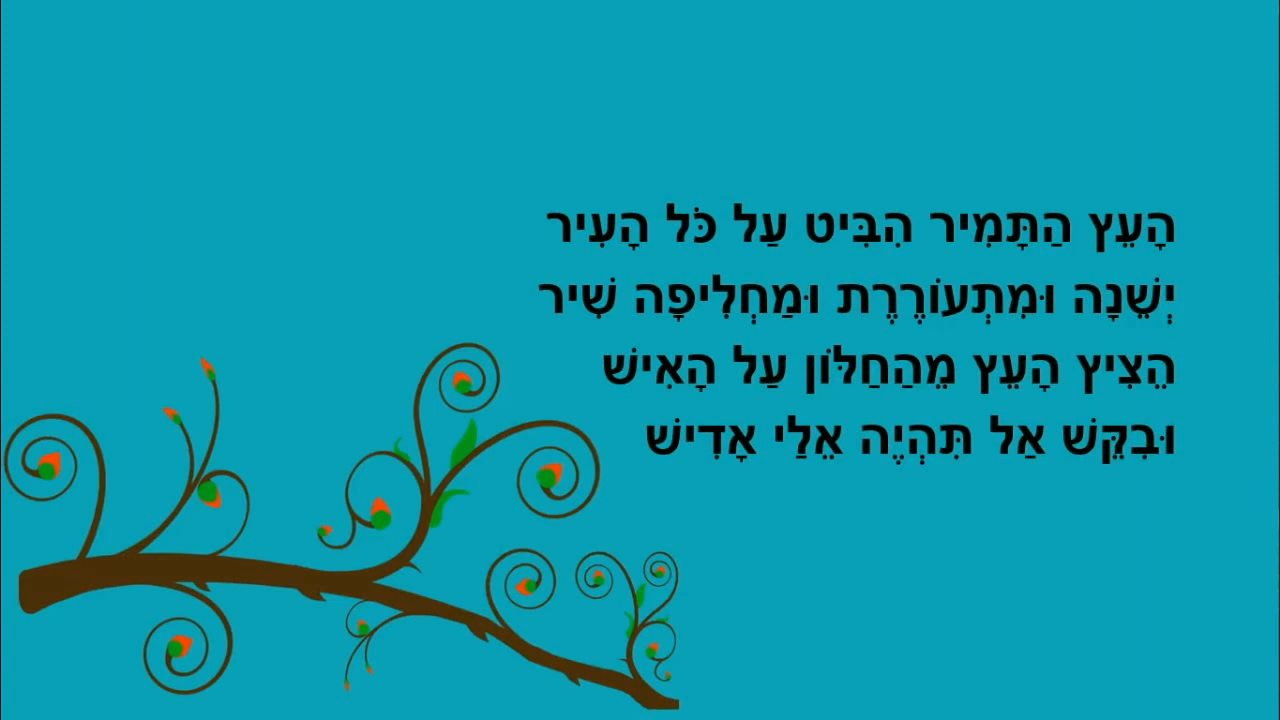 הָעֵץ הַתָּמִיר הִבִּיט עַל כֹּל הָעִיר
יְשֵׁנָה וּמִתְעוֹרֶרֶת וּמַחְלִיפָה שִׁיר
הֵצִיץ הָעֵץ מֵהַחַלּוֹן עַל הָאִישׁ
וּבִקֵּשׁ אַל תִּהְיֶה אֵלַי אָדִישׁ